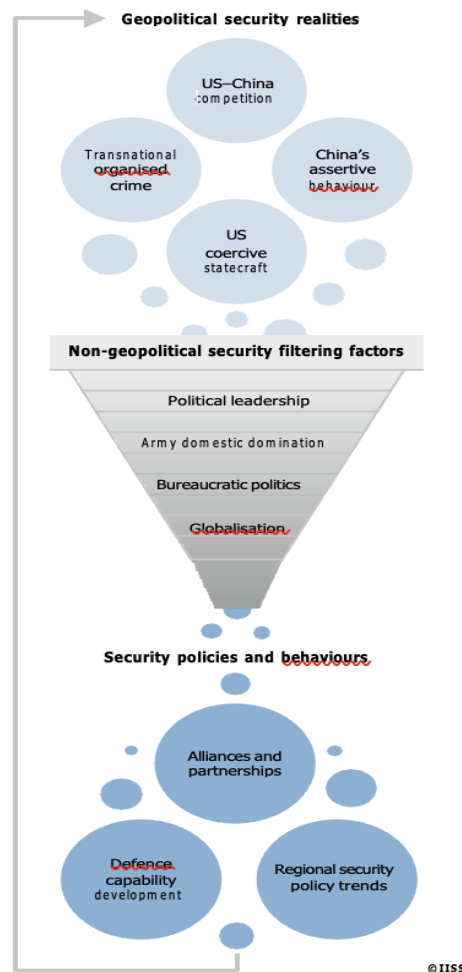 Geopolitical security realities
US–China
competition
Transnational
organised
crime
China's
assertive
behaviour
US
coercive
statecraft
Non-geopolitical security filtering factors
Political leadership
Army domestic domination
Bureaucratic politics
Globalisation
Security policies and behaviours
Alliances and
partnerships
Defence
capability
development
Regional security
policy trends
©IISS